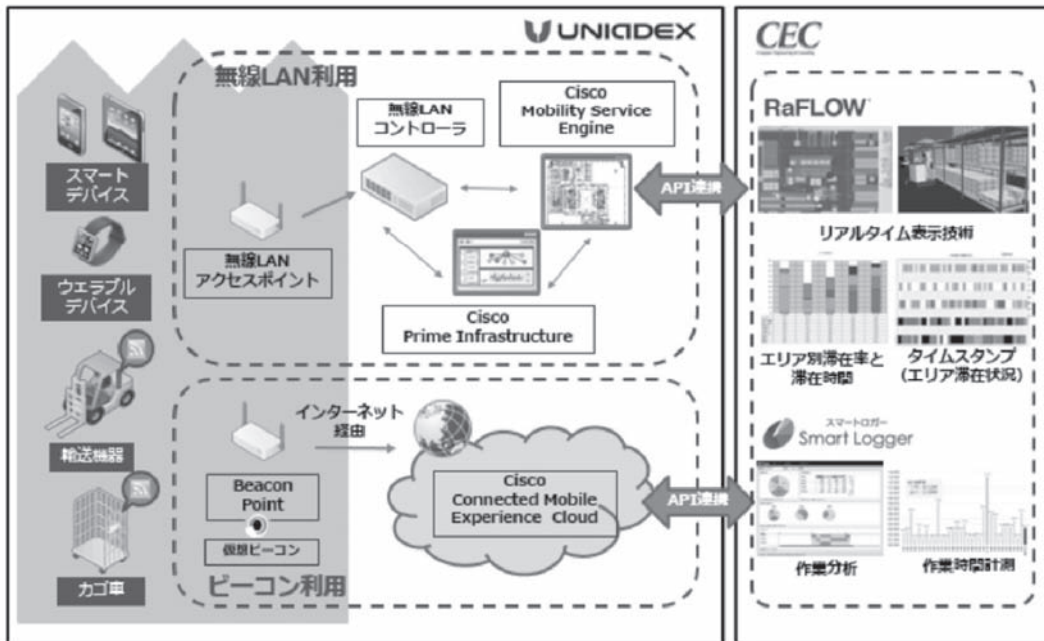 UNIADEX
CEC
無線LAN利用
スマート
デバイス
ウエラブル
デバイス
輸送機器
カゴ車
無線LAN
アクセスポイント
無線LAN
コントローラ
Cisco
Mobility Service
Engine
Cisco
Prime Infrastructure
API連携
インターネット
経由
Beacon
Point
仮想ビーコン
Cisco
Connected Mobile
Experience Cloud
ビーコン利用
API連携
RaFLOW
リアルタイム表示技術
エリア別滞在率と
滞在時間
タイムスタンプ
(エリア滞在状況)
スマートロガー
Smart Logger
作業分析
作業時間計測